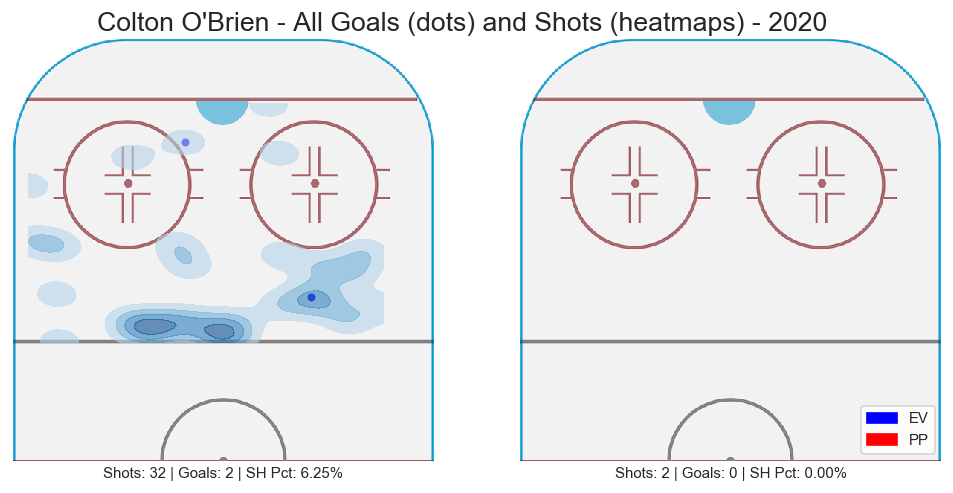 Colton O'Brien - All Goals (dots) and Shots (heatmaps) - 2020
EV
PP
Shots: 32 | Goals: 2 | SH Pct: 6.25%
Shots: 2 | Goals: 0 | SH Pct: 0.00%